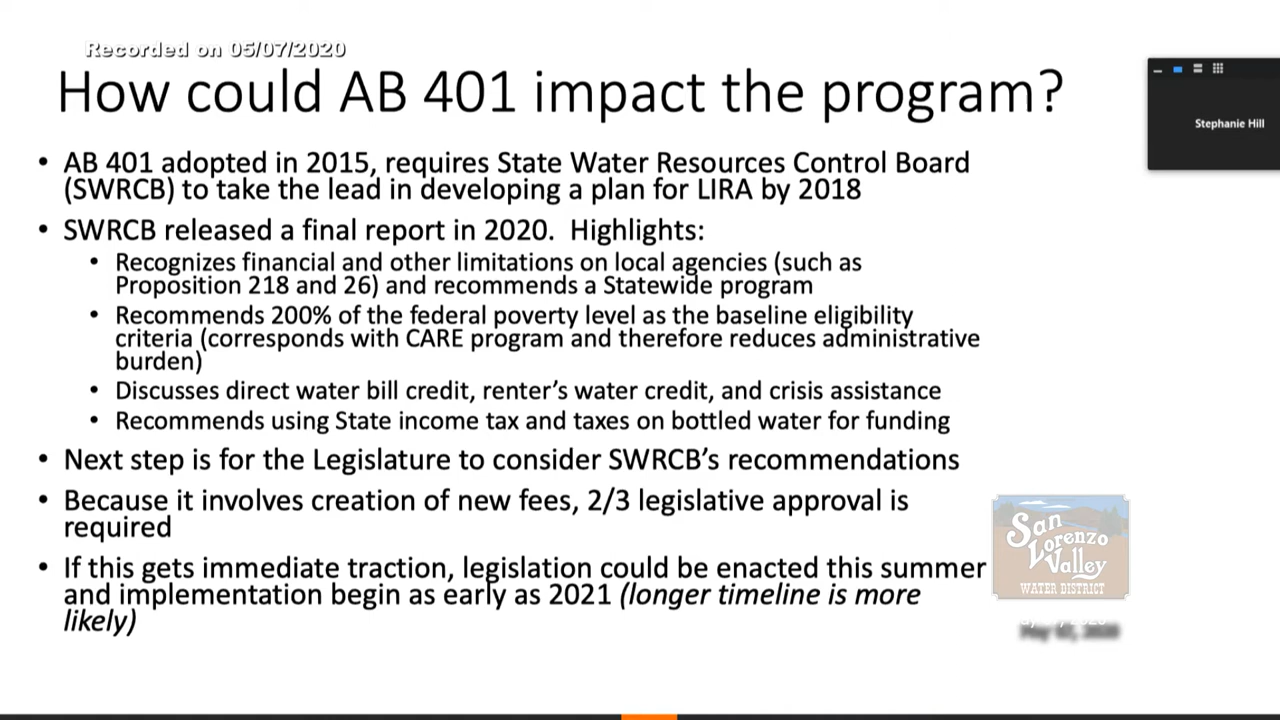 Recorded on 05/07/2020
How could AB 401 impact the program?
Stephanie Hill
• AB 401 adopted in 2015, requires State Water Resources Control Board
(SWRCB) to take the lead in developing a plan for LIRA by 2018
• SWRCB released a final report in 2020. Highlights:
• Recognizes financial and other limitations on local agencies (such as
Proposition 218 and 26) and recommends a Statewide program
• Recommends 200% of the federal poverty level as the baseline eligibility
criteria (corresponds with CARE program and therefore reduces administrative
burden)
• Discusses direct water bill credit, renter’s water credit, and crisis assistance
• Recommends using State income tax and taxes on bottled water for funding
• Next step is for the Legislature to consider SWRCB’s recommendations
• Because it involves creation of new fees, 2/3 legislative approval is
required
• If this gets immediate traction, legislation could be enacted this summer
and implementation begin as early as 2021 (longer timeline is more
likely)
San
Lorenzo
Valley
WATER DISTRICT